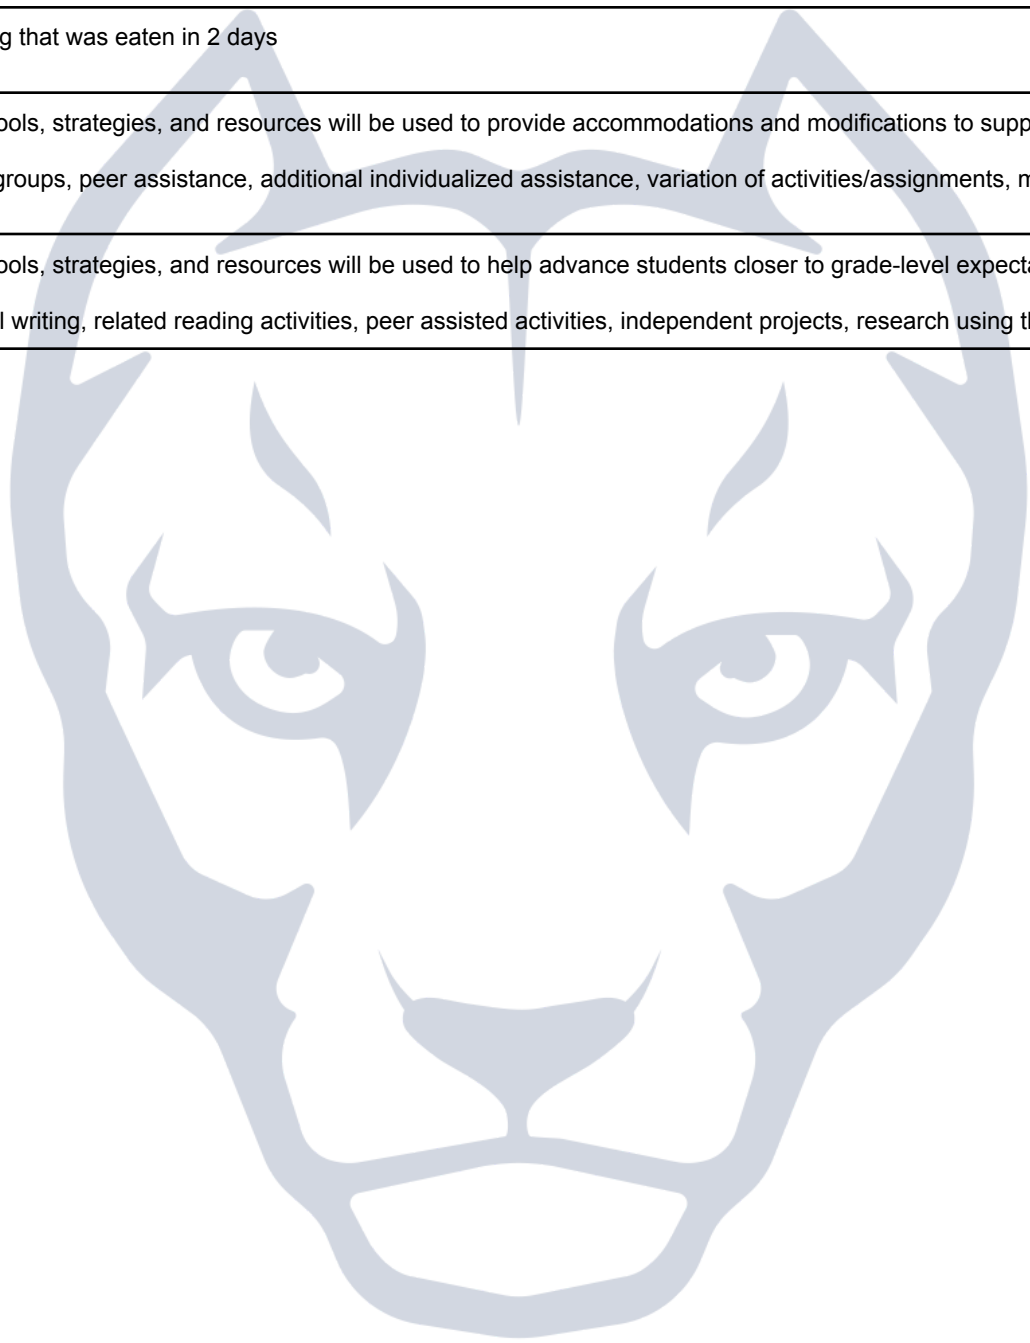 g that was eaten in 2 days
ools, strategies, and resources will be used to provide accommodations and modifications to supp
groups, peer assistance, additional individualized assistance, variation of activities/assignments, m
ools, strategies, and resources will be used to help advance students closer to grade-level expecta
l writing, related reading activities, peer assisted activities, independent projects, research using th